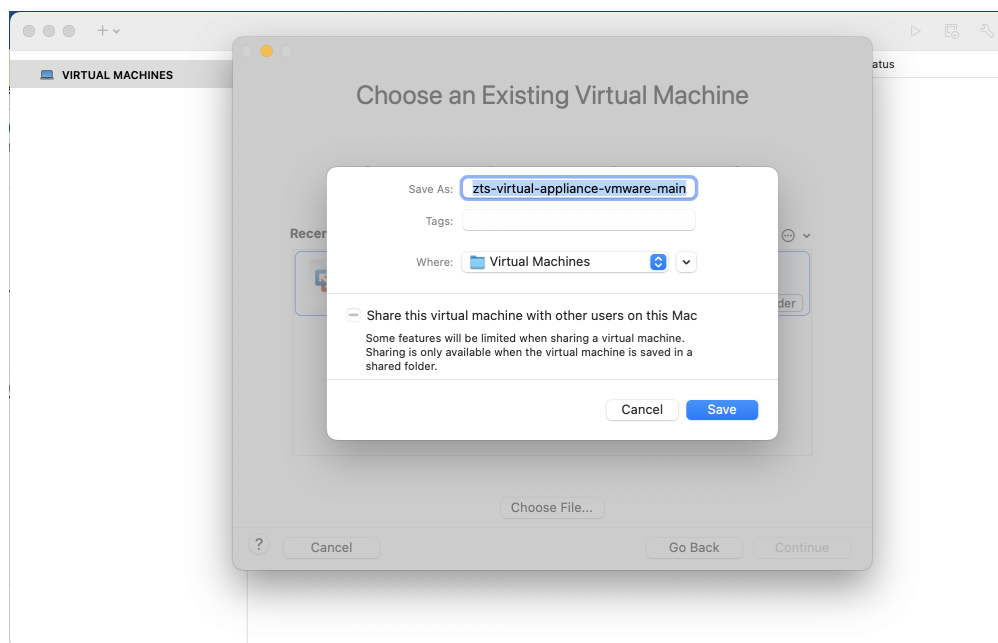 VIRTUAL MACHINES
atus
Choose an Existing Virtual Machine
Save As: zts-virtual-appliance-vmware-main
Tags:
Where: Virtual Machines
Recen
der
Share this virtual machine with other users on this Mac
Some features will be limited when sharing a virtual machine.
Sharing is only available when the virtual machine is saved in a
shared folder.
Cancel Save
Choose File...
? Cancel Go Back Continue